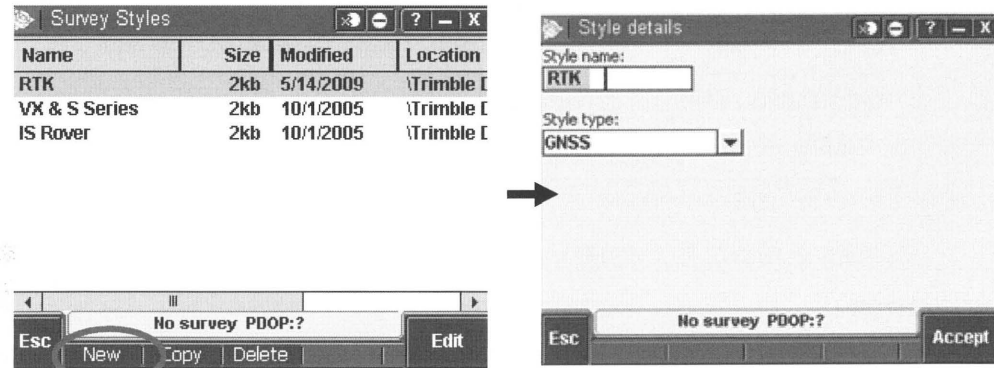 Survey Styles ? – X
Name Size Modified Location
RTK 2kb 5/14/2009 \Trimble D
VX & S Series 2kb 10/1/2005 \Trimble D
IS Rover 2kb 10/1/2005 \Trimble D
No survey PDOP:?
Esc New Copy Delete Edit
Style details ? – X
Style name:
RTK
Style type:
GNSS
No survey PDOP:?
Esc Accept